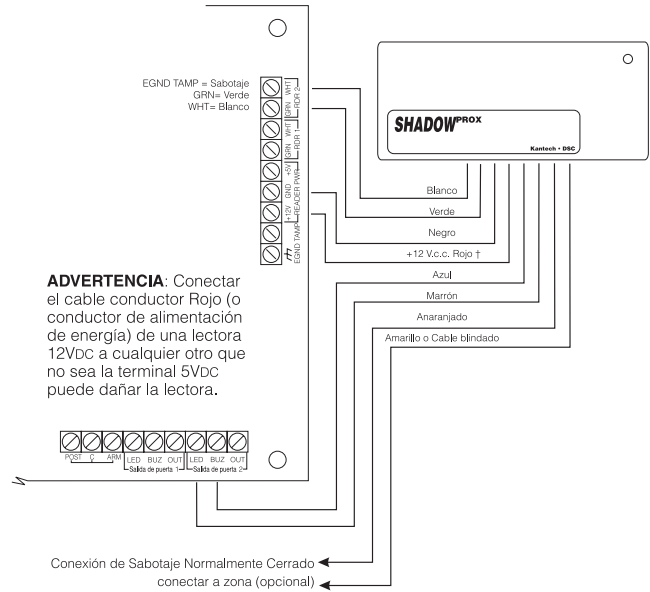 EGND TAMP = Sabotaje
GRN= Verde
WHT= Blanco
WHT
GRN
RDR 2
WHT
GRN
RDR 1
+5V
GND
+12V
READER PWR
EGND TAMP
SHADOWPROX
Kantech • DSC
Blanco
Verde
Negro
+12 V.c.c. Rojo †
Azul
Marrón
Anaranjado
Amarillo o Cable blindado
ADVERTENCIA: Conectar
el cable conductor Rojo (o
conductor de alimentación
de energía) de una lectora
12VDC a cualquier otro que
no sea la terminal 5VDC
puede dañar la lectora.
POST C ARM LED BUZ OUT LED BUZ OUT
Salida de puerta 1 Salida de puerta 2
Conexión de Sabotaje Normalmente Cerrado
conectar a zona (opcional)